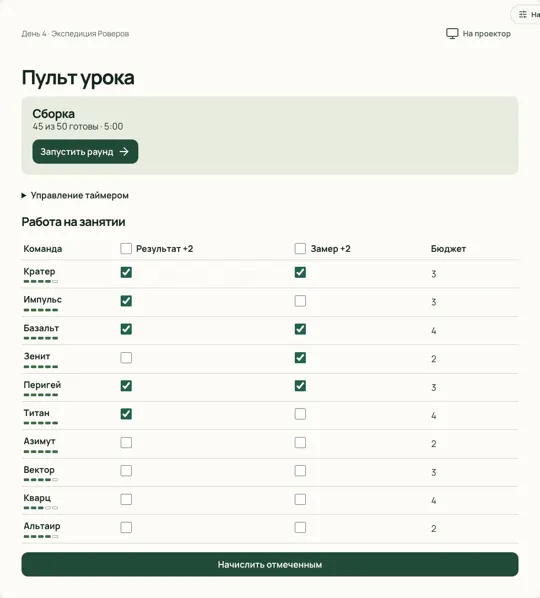 На
День 4 · Экспедиция Роверов
На проектор
Пульт урока
Сборка
45 из 50 готовы · 5:00
Запустить раунд →
▶ Управление таймером
Работа на занятии
Команда Результат +2 Замер +2 Бюджет
Кратер 3
Импульс 3
Базальт 4
Зенит 2
Перигей 3
Титан 4
Азимут 2
Вектор 3
Кварц 4
Альтаир 2
Начислить отмеченным